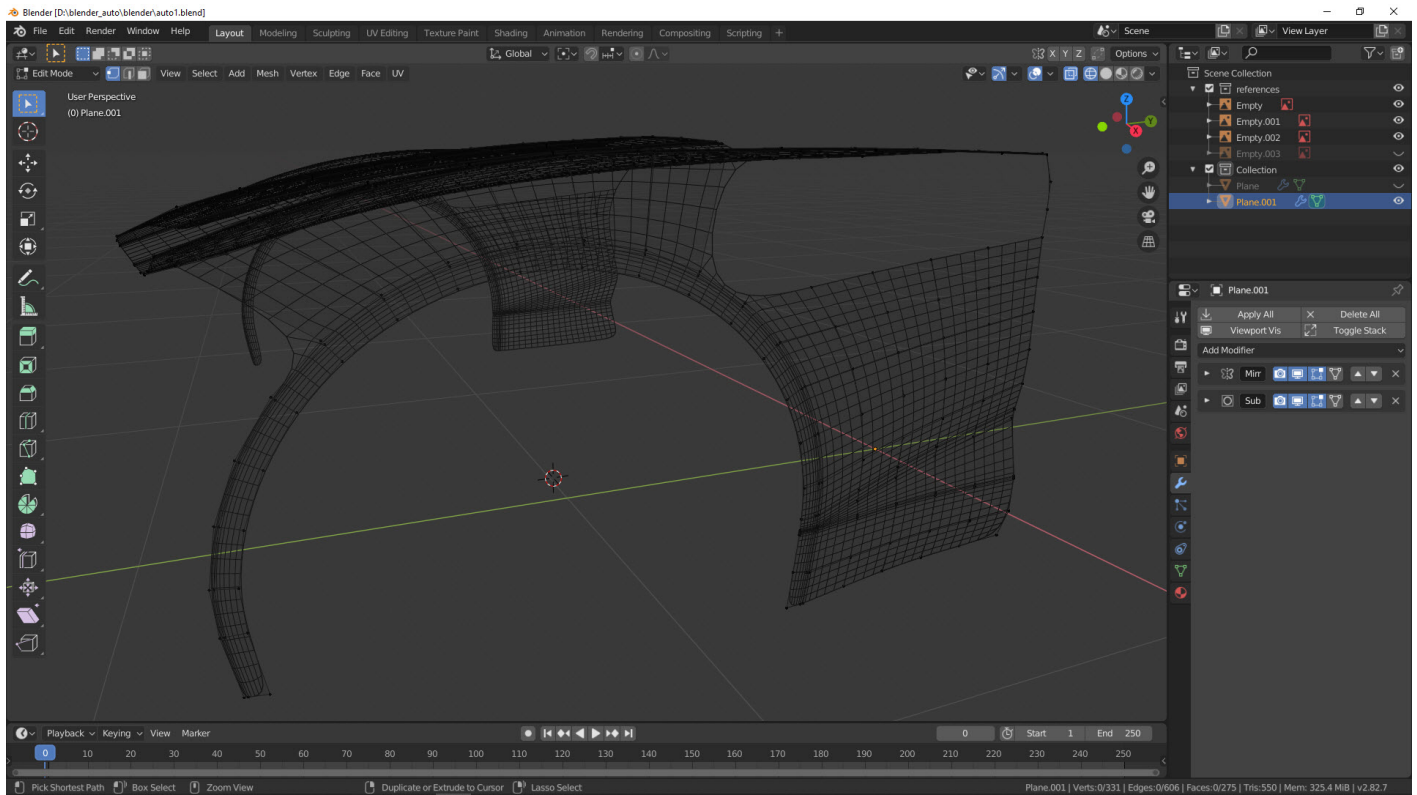 Blender [D:\blender_auto\blender\auto1.blend]
File Edit Render Window Help Layout Modeling Sculpting UV Editing Texture Paint Shading Animation Rendering Compositing Scripting + Scene View Layer
Global X Y Z Options
Edit Mode View Select Add Mesh Vertex Edge Face UV
User Perspective
(0) Plane.001
Z
Y
X
Scene Collection
references
Empty
Empty.001
Empty.002
Empty.003
Collection
Plane
Plane.001
Plane.001
Apply All Delete All
Viewport Vis Toggle Stack
Add Modifier
Mirr
Sub
Playback Keying View Marker 0 Start 1 End 250
0 10 20 30 40 50 60 70 80 90 100 110 120 130 140 150 160 170 180 190 200 210 220 230 240 250
Pick Shortest Path Box Select Zoom View Duplicate or Extrude to Cursor Lasso Select Plane.001 | Verts:0/331 | Edges:0/606 | Faces:0/275 | Tris:550 | Mem: 325.4 MiB | v2.82.7